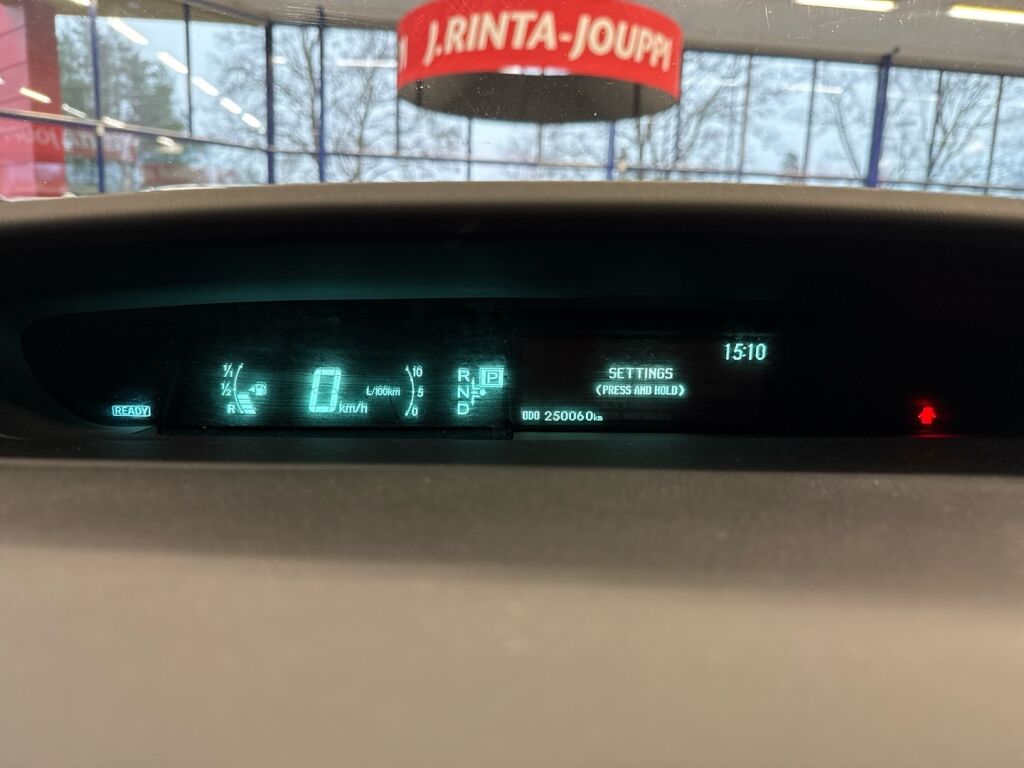 J.RINTA-JOUPPI
15:10
1/1
1/2
R
0 km/h
L/100km
10
5
0
R
N
D
P
SETTINGS
(PRESS AND HOLD)
READY
ODO 250060km